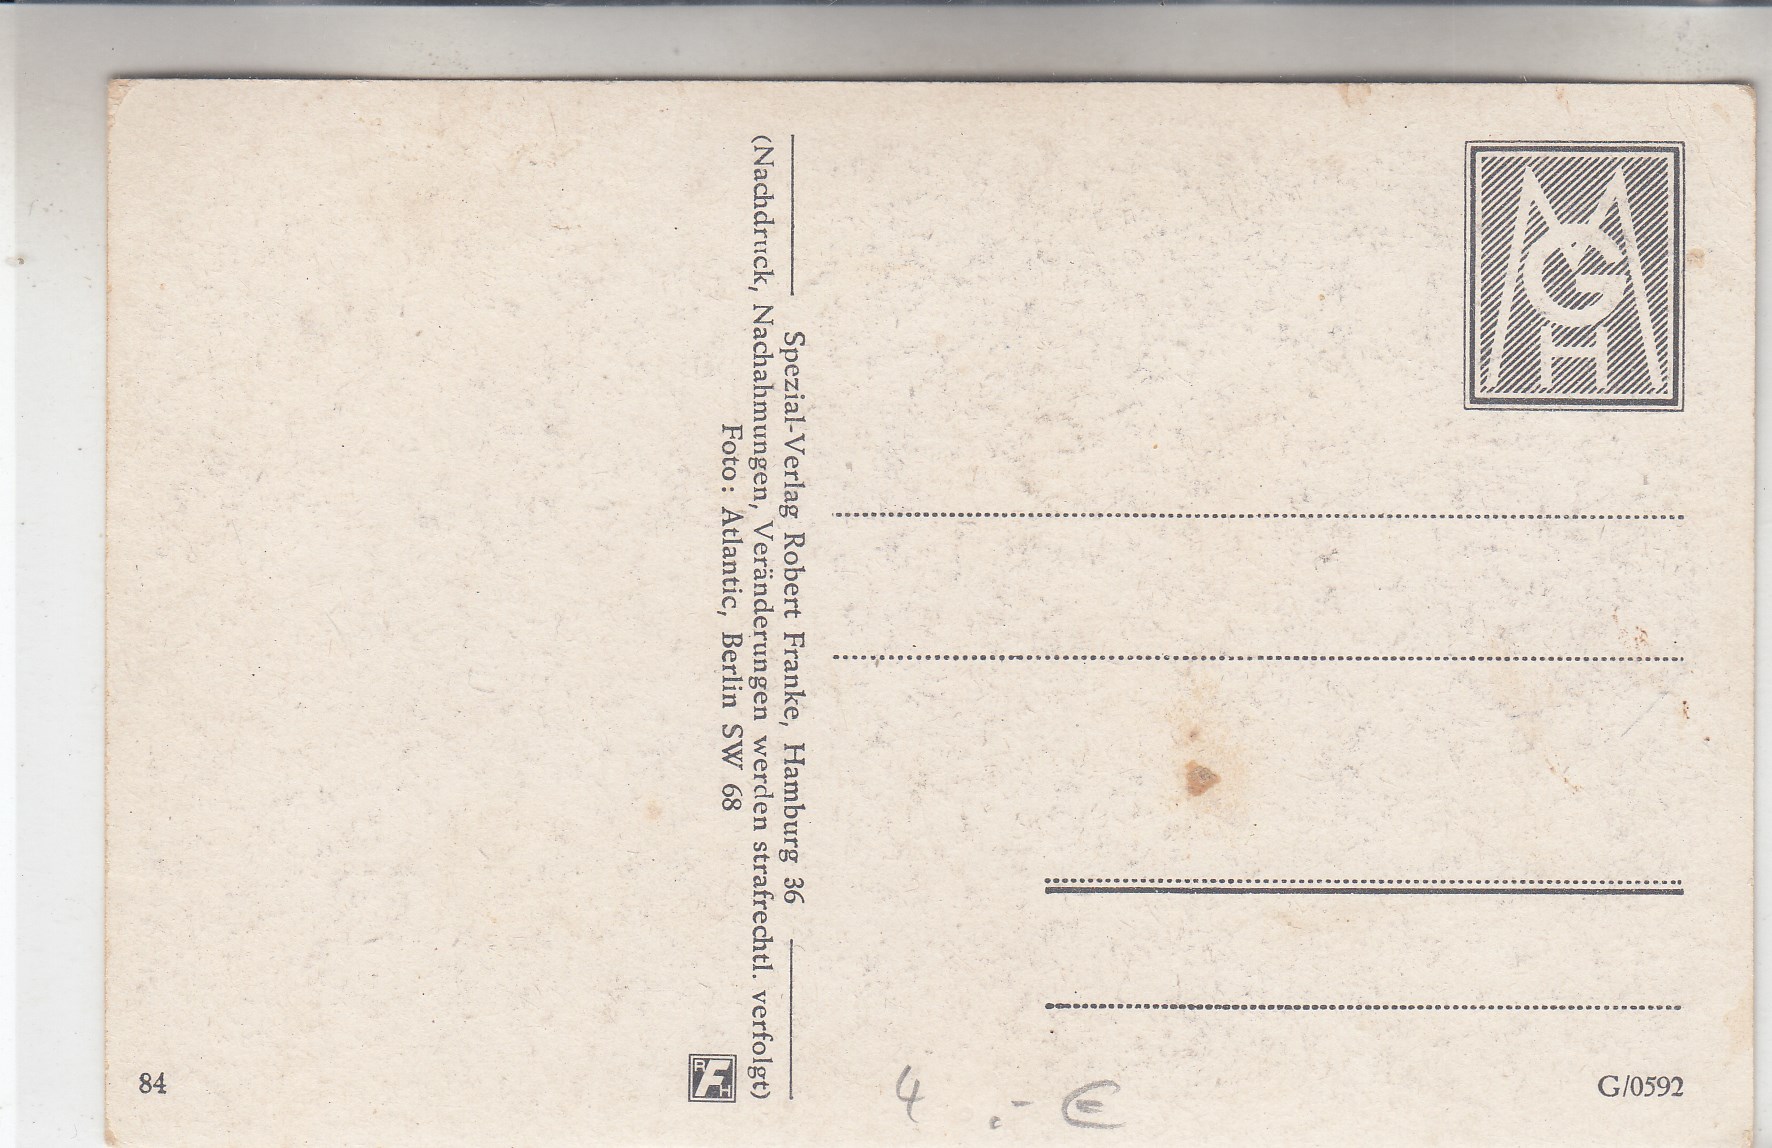 MGH
Spezial-Verlag Robert Franke, Hamburg 36
(Nachdruck, Nachahmungen, Veränderungen werden strafrechtl. verfolgt)
Foto: Atlantic, Berlin SW 68
RFH
84
4.- €
G/0592